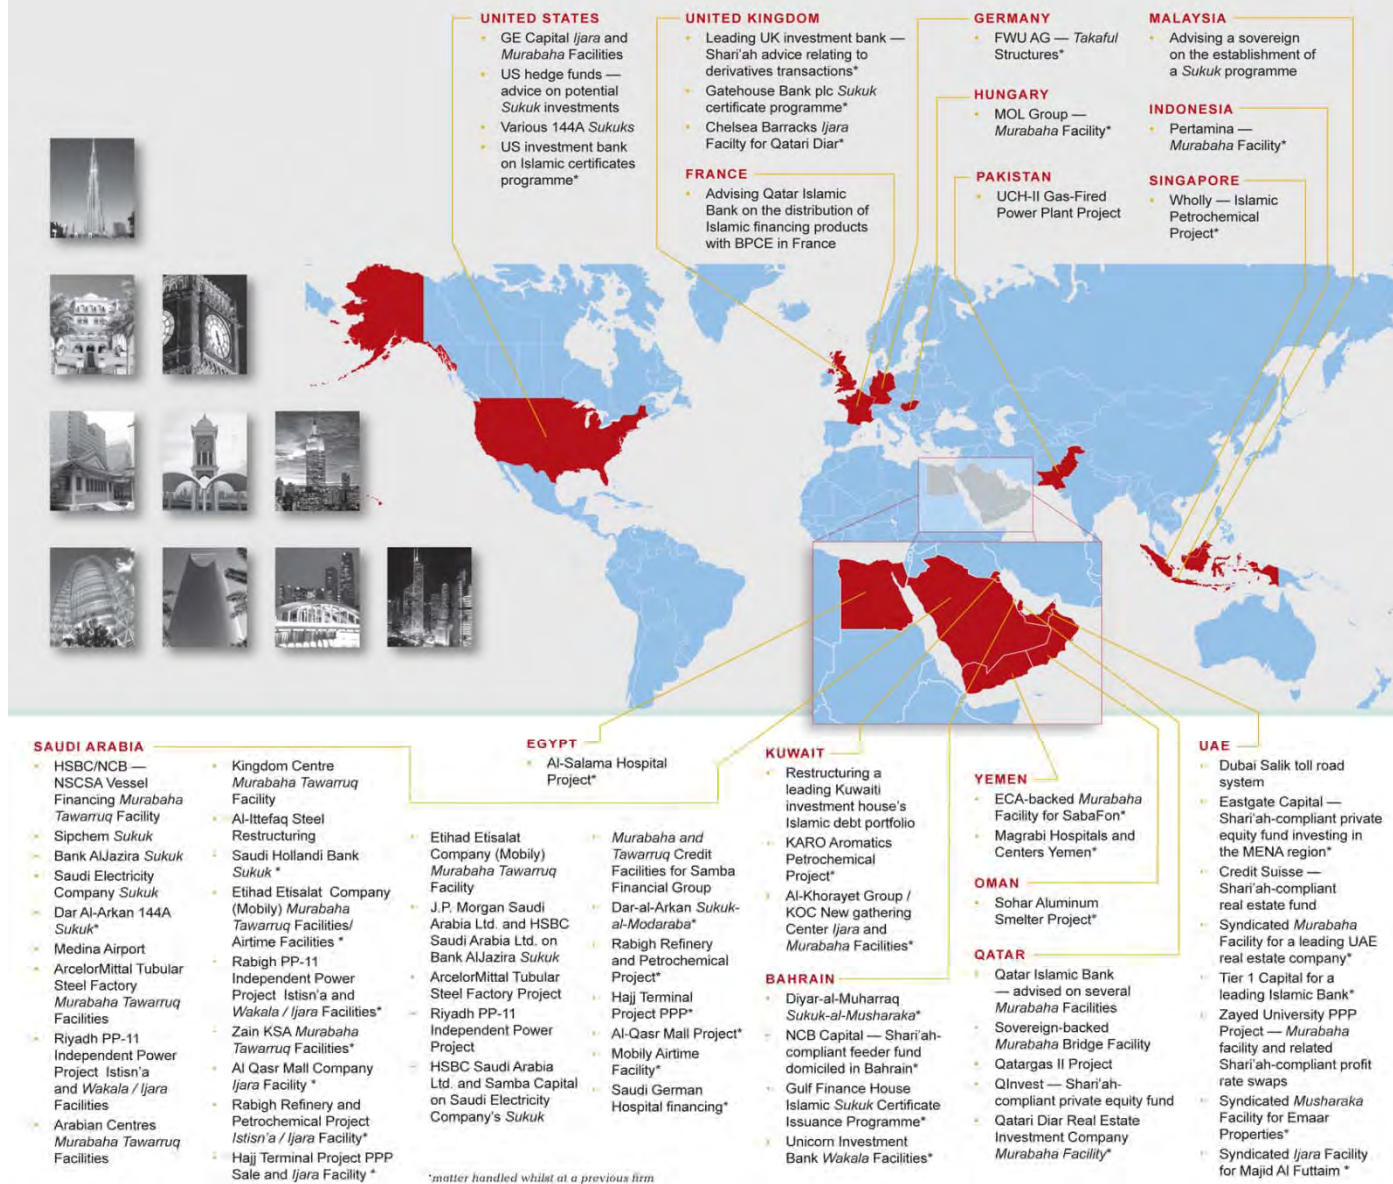 UNITED STATES
GE Capital Ijara and
Murabaha Facilities
US hedge funds —
advice on potential
Sukuk investments
Various 144A Sukuks
US investment bank
on Islamic certificates
programme*
UNITED KINGDOM
Leading UK investment bank —
Shari'ah advice relating to
derivatives transactions*
Gatehouse Bank plc Sukuk
certificate programme*
Chelsea Barracks Ijara
Facilty for Qatari Diar*
FRANCE
Advising Qatar Islamic
Bank on the distribution of
Islamic financing products
with BPCE in France
GERMANY
FWU AG — Takaful
Structures*
HUNGARY
MOL Group —
Murabaha Facility*
PAKISTAN
UCH-II Gas-Fired
Power Plant Project
MALAYSIA
Advising a sovereign
on the establishment of
a Sukuk programme
INDONESIA
Pertamina —
Murabaha Facility*
SINGAPORE
Wholly — Islamic
Petrochemical
Project*
SAUDI ARABIA
HSBC/NCB —
NSCSA Vessel
Financing Murabaha
Tawarruq Facility
Sipchem Sukuk
Bank AlJazira Sukuk
Saudi Electricity
Company Sukuk
Dar Al-Arkan 144A
Sukuk*
Medina Airport
ArcelorMittal Tubular
Steel Factory
Murabaha Tawarruq
Facilities
Riyadh PP-11
Independent Power
Project Istisn'a
and Wakala / Ijara
Facilities
Arabian Centres
Murabaha Tawarruq
Facilities
Kingdom Centre
Murabaha Tawarruq
Facility
Al-Ittefaq Steel
Restructuring
Saudi Hollandi Bank
Sukuk *
Etihad Etisalat Company
(Mobily) Murabaha
Tawarruq Facilities/
Airtime Facilities *
Rabigh PP-11
Independent Power
Project Istisn'a and
Wakala / Ijara Facilities*
Zain KSA Murabaha
Tawarruq Facilities*
Al Qasr Mall Company
Ijara Facility *
Rabigh Refinery and
Petrochemical Project
Istisn'a / Ijara Facility*
Hajj Terminal Project PPP
Sale and Ijara Facility *
Etihad Etisalat
Company (Mobily)
Murabaha Tawarruq
Facility
J.P. Morgan Saudi
Arabia Ltd. and HSBC
Saudi Arabia Ltd. on
Bank AlJazira Sukuk
ArcelorMittal Tubular
Steel Factory Project
Riyadh PP-11
Independent Power
Project
HSBC Saudi Arabia
Ltd. and Samba Capital
on Saudi Electricity
Company's Sukuk
Murabaha and
Tawarruq Credit
Facilities for Samba
Financial Group
Dar-al-Arkan Sukuk-
al-Modaraba*
Rabigh Refinery
and Petrochemical
Project*
Hajj Terminal
Project PPP*
Al-Qasr Mall Project*
Mobily Airtime
Facility*
Saudi German
Hospital financing*
EGYPT
Al-Salama Hospital
Project*
KUWAIT
Restructuring a
leading Kuwaiti
investment house's
Islamic debt portfolio
KARO Aromatics
Petrochemical
Project*
Al-Khorayet Group /
KOC New gathering
Center Ijara and
Murabaha Facilities*
BAHRAIN
Diyar-al-Muharraq
Sukuk-al-Musharaka*
NCB Capital — Shari'ah-
compliant feeder fund
domiciled in Bahrain*
Gulf Finance House
Islamic Sukuk Certificate
Issuance Programme*
Unicorn Investment
Bank Wakala Facilities*
YEMEN
ECA-backed Murabaha
Facility for SabaFon*
Magrabi Hospitals and
Centers Yemen*
OMAN
Sohar Aluminum
Smelter Project*
QATAR
Qatar Islamic Bank
— advised on several
Murabaha Facilities
Sovereign-backed
Murabaha Bridge Facility
Qatargas II Project
QInvest — Shari'ah-
compliant private equity fund
Qatari Diar Real Estate
Investment Company
Murabaha Facility*
UAE
Dubai Salik toll road
system
Eastgate Capital —
Shari'ah-compliant private
equity fund investing in
the MENA region*
Credit Suisse —
Shari'ah-compliant
real estate fund
Syndicated Murabaha
Facility for a leading UAE
real estate company*
Tier 1 Capital for a
leading Islamic Bank*
Zayed University PPP
Project — Murabaha
facility and related
Shari'ah-compliant profit
rate swaps
Syndicated Musharaka
Facility for Emaar
Properties*
Syndicated Ijara Facility
for Majid Al Futtaim *
*matter handled whilst at a previous firm